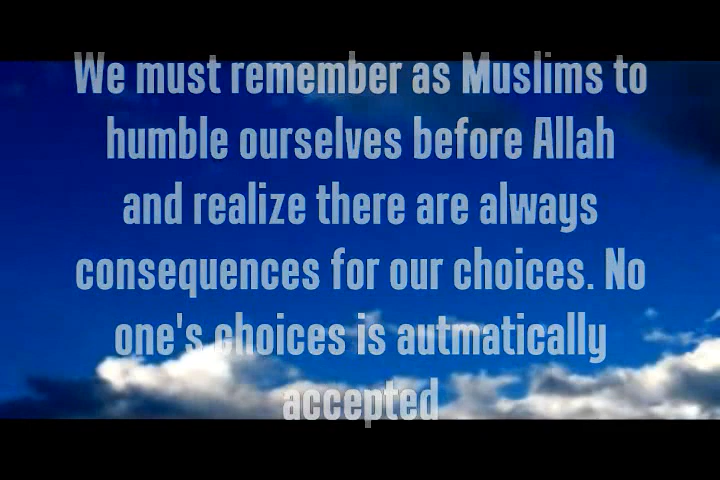 We must remember as Muslims to
humble ourselves before Allah
and realize there are always
consequences for our choices. No
one's choices is autmatically
accepted